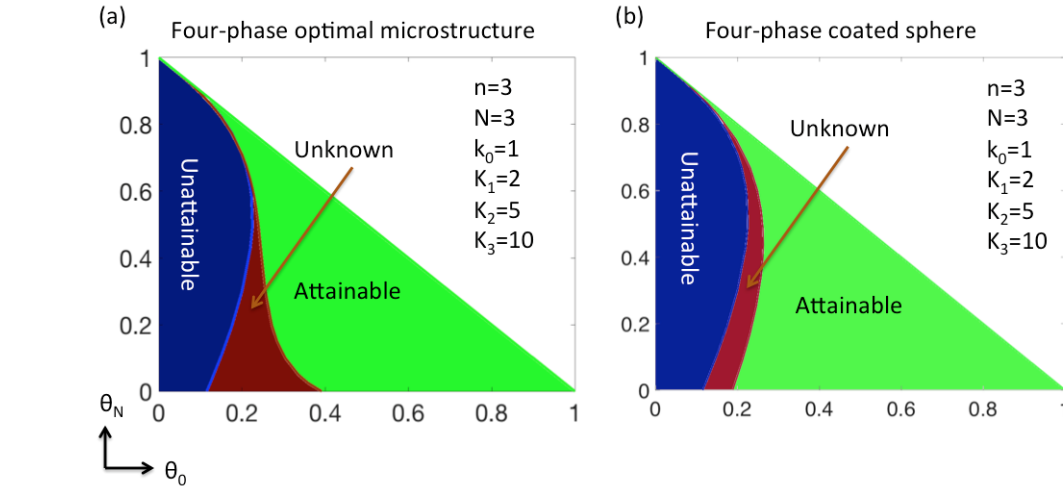 (a)
Four-phase optimal microstructure
1
0.8
0.6
0.4
0.2
0
0
0.2
0.4
0.6
0.8
1
Unattainable
Unknown
Attainable
n=3
N=3
k₀=1
K₁=2
K₂=5
K₃=10
θ_N
θ₀
(b)
Four-phase coated sphere
1
0.8
0.6
0.4
0.2
0
0
0.2
0.4
0.6
0.8
1
Unattainable
Unknown
Attainable
n=3
N=3
k₀=1
K₁=2
K₂=5
K₃=10